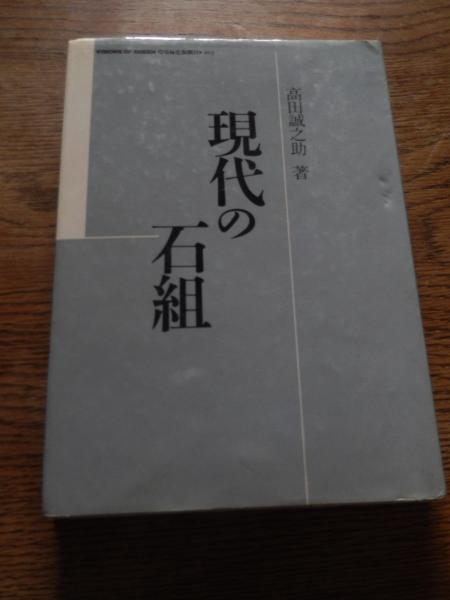 現代の
石組
高田誠之助 著